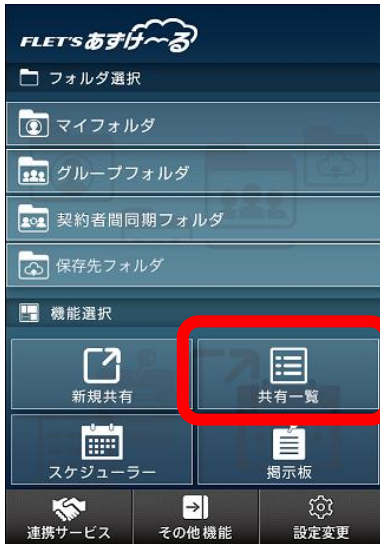 FLET'S あずけ〜る
フォルダ選択
マイフォルダ
グループフォルダ
契約者間同期フォルダ
保存先フォルダ
機能選択
新規共有
共有一覧
スケジューラー
掲示板
連携サービス
その他機能
設定変更